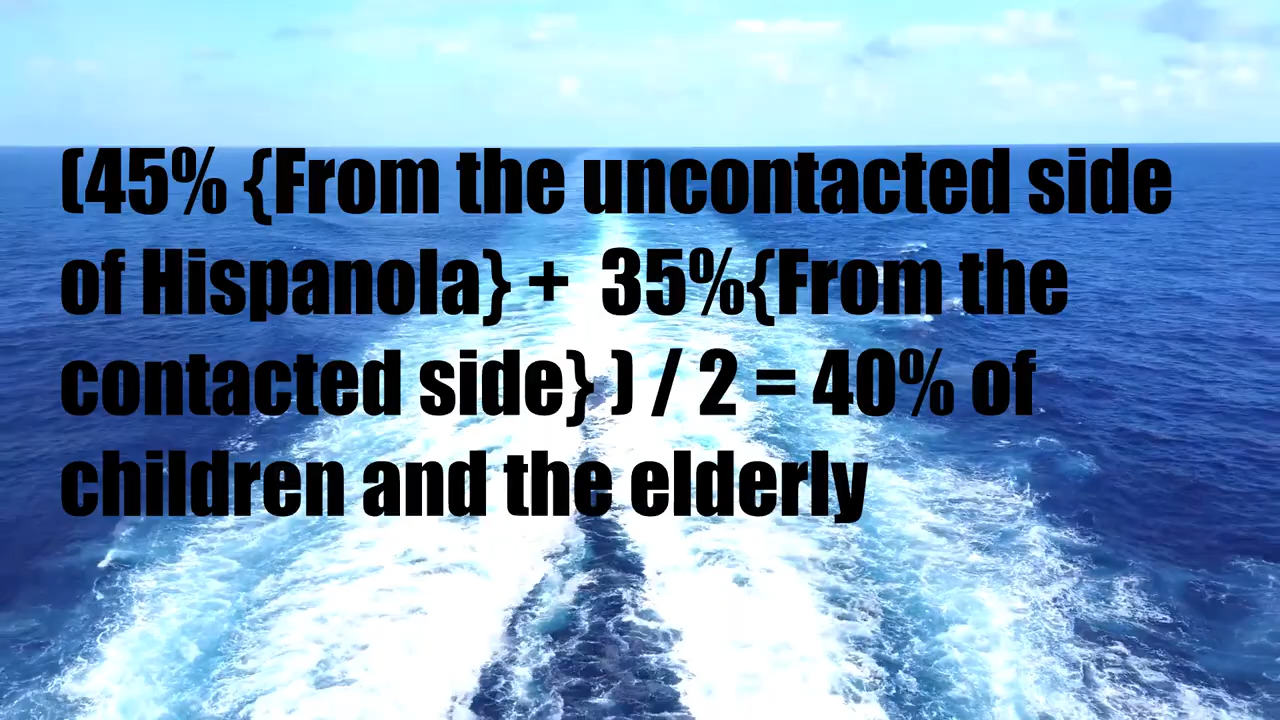 (45% {From the uncontacted side
of Hispanola} +  35%{From the
contacted side} ) / 2 = 40% of
children and the elderly